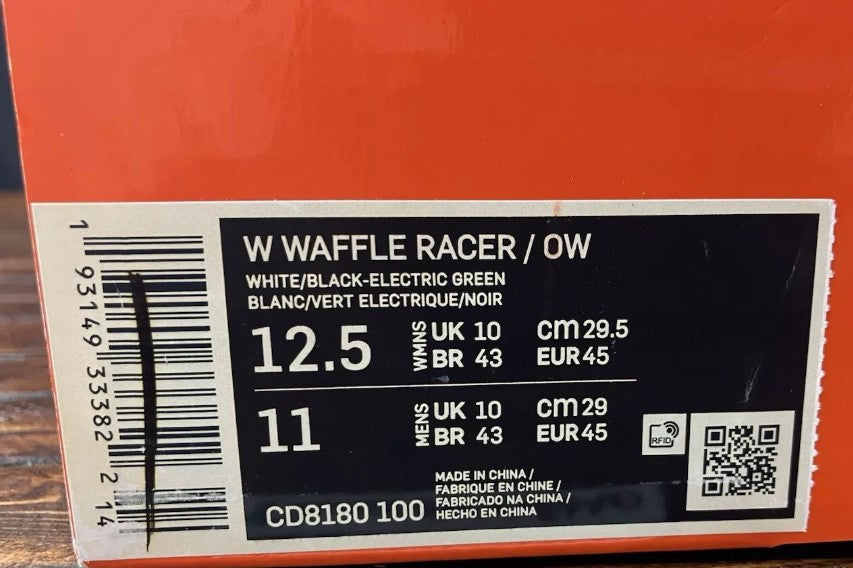 W WAFFLE RACER / OW
WHITE/BLACK-ELECTRIC GREEN
BLANC/VERT ELECTRIQUE/NOIR
12.5 WMNS UK 10 cm 29.5
BR 43 EUR 45
11 MENS UK 10 cm 29
BR 43 EUR 45
RFID
CD8180 100
MADE IN CHINA /
FABRIQUE EN CHINE /
FABRICADO NA CHINA /
HECHO EN CHINA
1 93149 33382 2 14